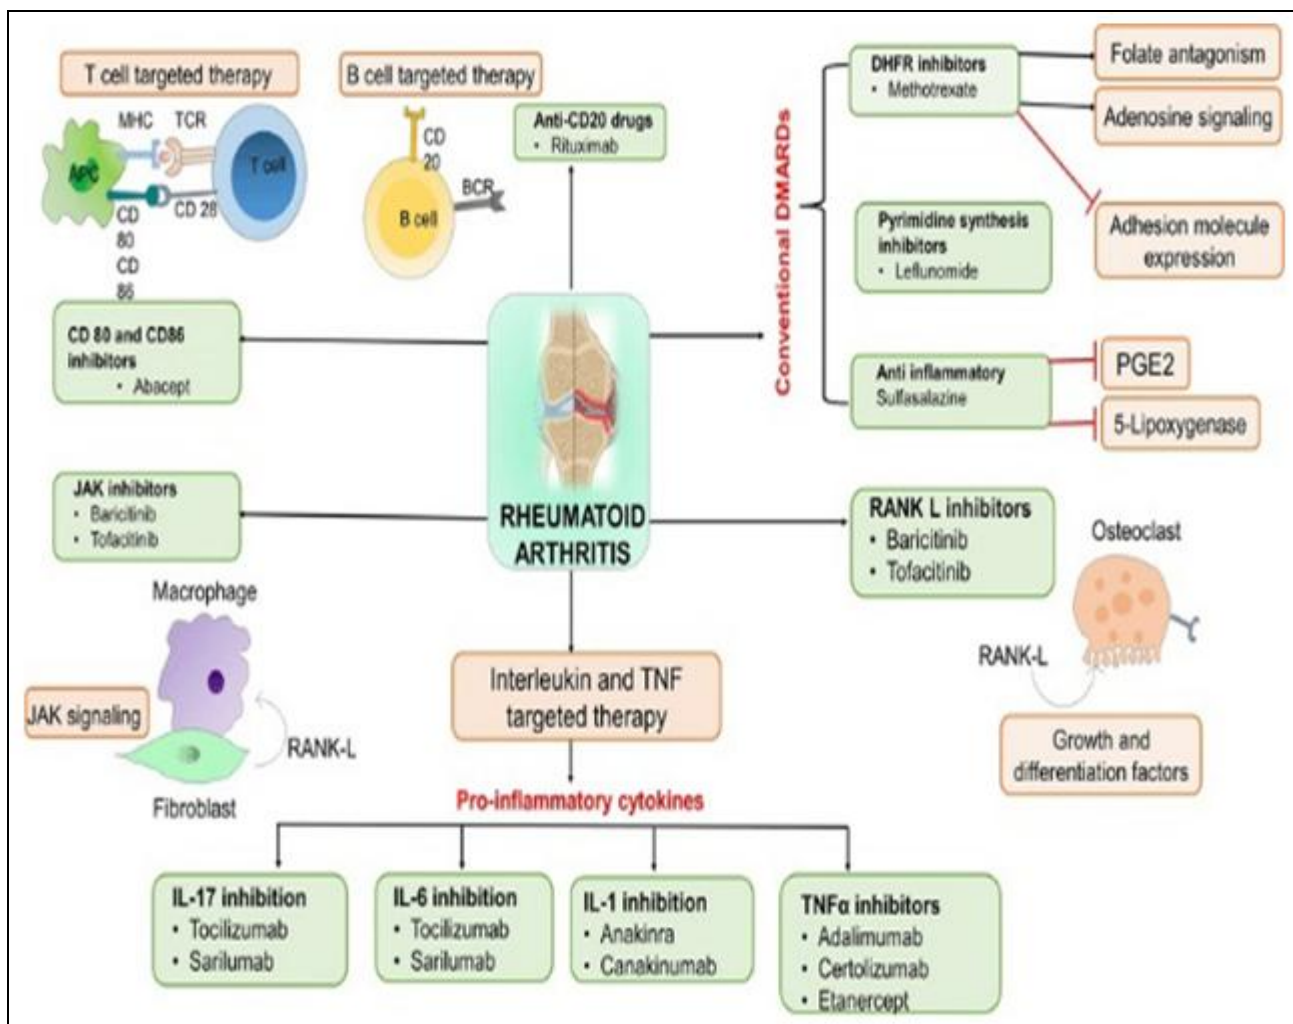 T cell targeted therapy
MHC TCR
APC
T cell
CD 28
CD
80
CD
86
B cell targeted therapy
CD
20
BCR
B cell
Anti-CD20 drugs
• Rituximab
CD 80 and CD86
inhibitors
• Abacept
JAK inhibitors
• Baricitinib
• Tofacitinib
RHEUMATOID
ARTHRITIS
Conventional DMARDs
DHFR inhibitors
• Methotrexate
Folate antagonism
Adenosine signaling
Adhesion molecule
expression
Pyrimidine synthesis
inhibitors
• Leflunomide
Anti inflammatory
Sulfasalazine
PGE2
5-Lipoxygenase
RANK L inhibitors
• Baricitinib
• Tofacitinib
Osteoclast
RANK-L
Growth and
differentiation factors
Macrophage
JAK signaling
RANK-L
Fibroblast
Interleukin and TNF
targeted therapy
Pro-inflammatory cytokines
IL-17 inhibition
• Tocilizumab
• Sarilumab
IL-6 inhibition
• Tocilizumab
• Sarilumab
IL-1 inhibition
• Anakinra
• Canakinumab
TNFα inhibitors
• Adalimumab
• Certolizumab
• Etanercept